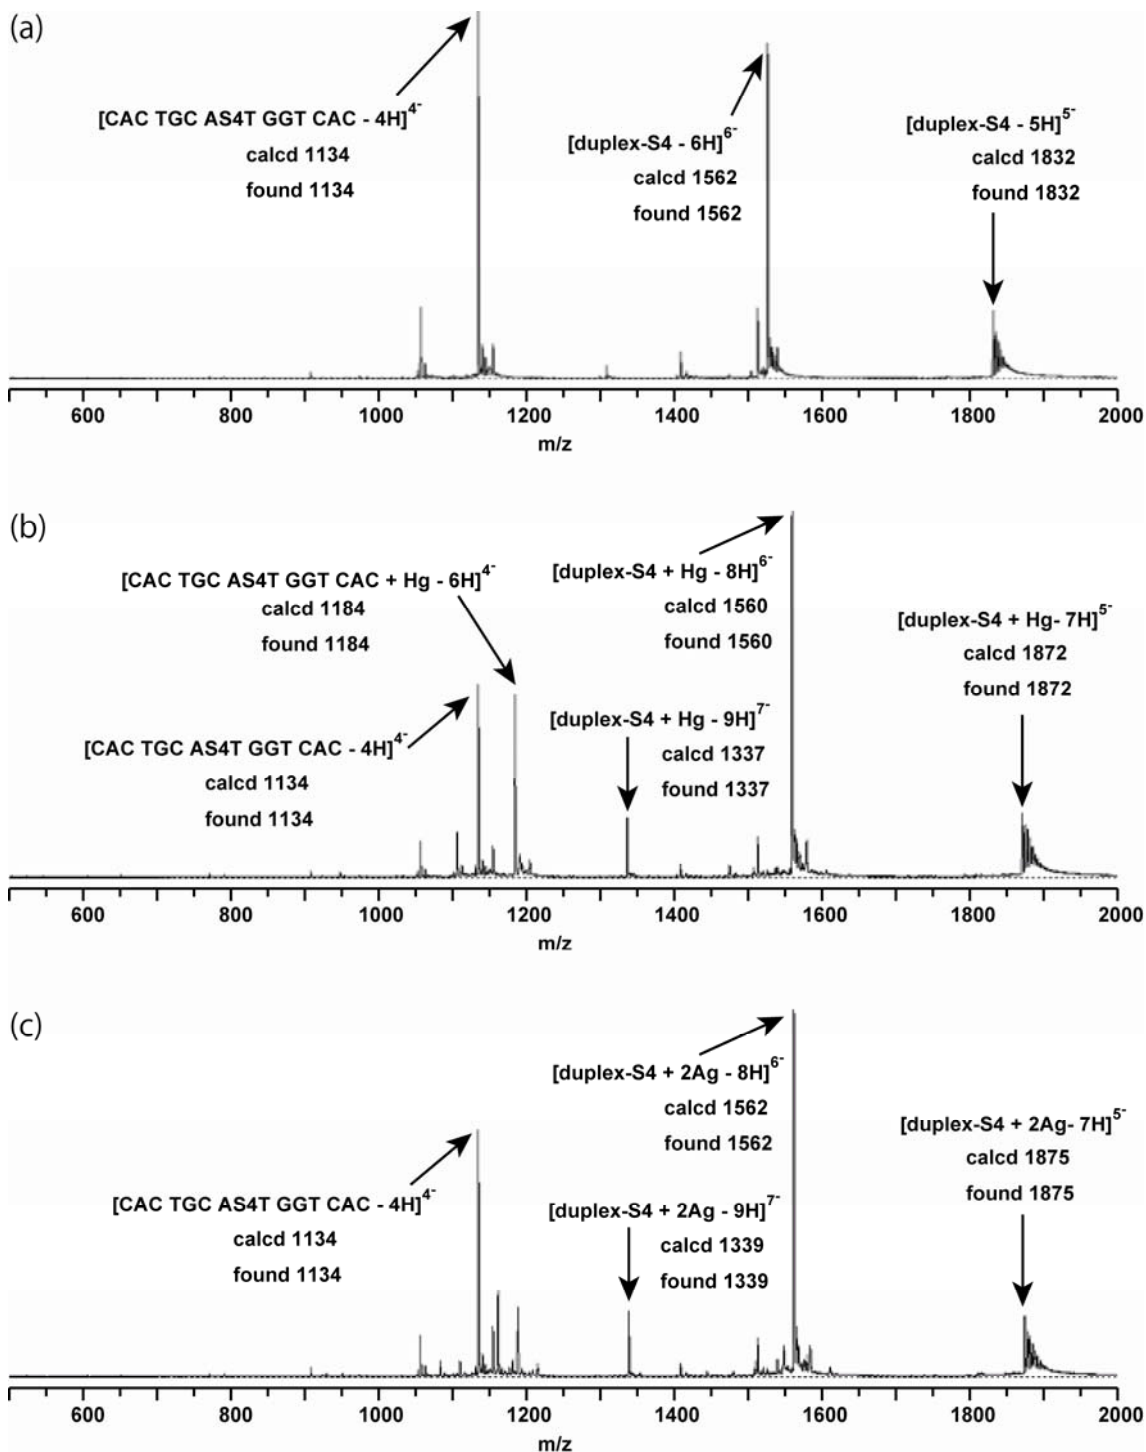 (a)
[CAC TGC AS4T GGT CAC - 4H]4-
calcd 1134
found 1134
[duplex-S4 - 6H]6-
calcd 1562
found 1562
[duplex-S4 - 5H]5-
calcd 1832
found 1832
600 800 1000 1200 1400 1600 1800 2000
m/z
(b)
[CAC TGC AS4T GGT CAC + Hg - 6H]4-
calcd 1184
found 1184
[duplex-S4 + Hg - 8H]6-
calcd 1560
found 1560
[duplex-S4 + Hg- 7H]5-
calcd 1872
found 1872
[CAC TGC AS4T GGT CAC - 4H]4-
calcd 1134
found 1134
[duplex-S4 + Hg - 9H]7-
calcd 1337
found 1337
600 800 1000 1200 1400 1600 1800 2000
m/z
(c)
[duplex-S4 + 2Ag - 8H]6-
calcd 1562
found 1562
[duplex-S4 + 2Ag- 7H]5-
calcd 1875
found 1875
[CAC TGC AS4T GGT CAC - 4H]4-
calcd 1134
found 1134
[duplex-S4 + 2Ag - 9H]7-
calcd 1339
found 1339
600 800 1000 1200 1400 1600 1800 2000
m/z